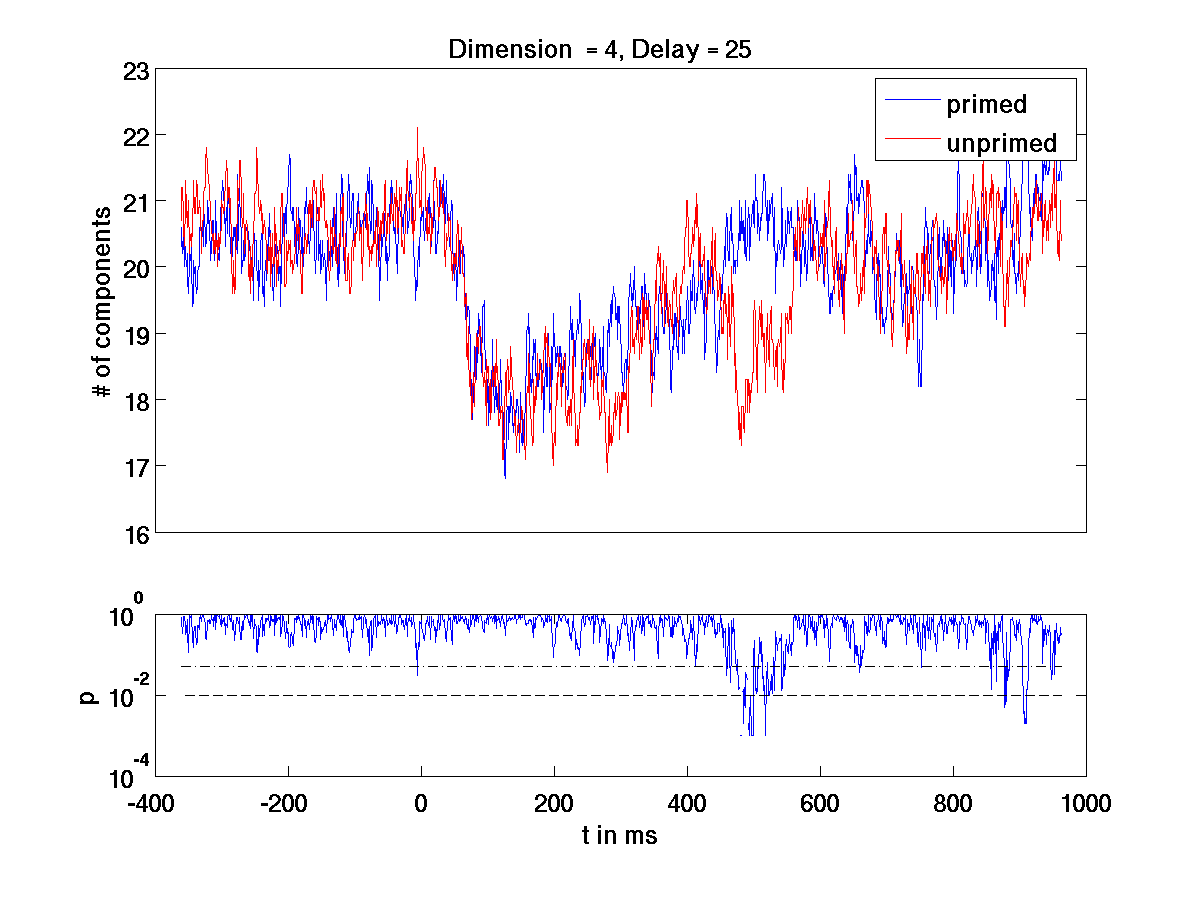 Dimension = 4, Delay = 25
23
22
21
20
19
18
17
16
# of components
primed
unprimed
10^0
10^-2
10^-4
p
-400 -200 0 200 400 600 800 1000
t in ms